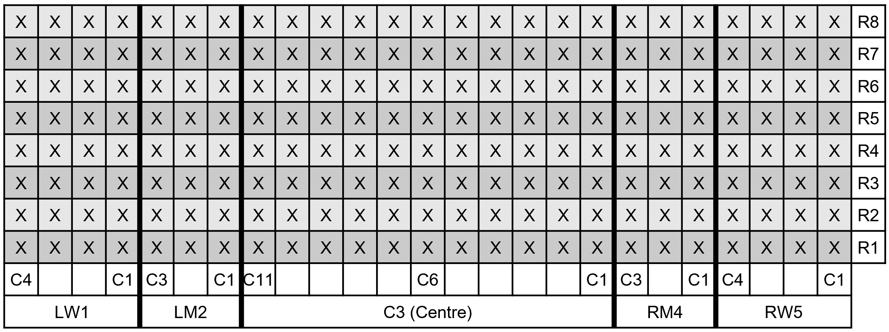 X X X X X X X X X X X X X X X X X X X X X X X X X R8
X X X X X X X X X X X X X X X X X X X X X X X X X R7
X X X X X X X X X X X X X X X X X X X X X X X X X R6
X X X X X X X X X X X X X X X X X X X X X X X X X R5
X X X X X X X X X X X X X X X X X X X X X X X X X R4
X X X X X X X X X X X X X X X X X X X X X X X X X R3
X X X X X X X X X X X X X X X X X X X X X X X X X R2
X X X X X X X X X X X X X X X X X X X X X X X X X R1
C4 C1 C3 C1 C11 C6 C1 C3 C1 C4 C1
LW1 LM2 C3 (Centre) RM4 RW5